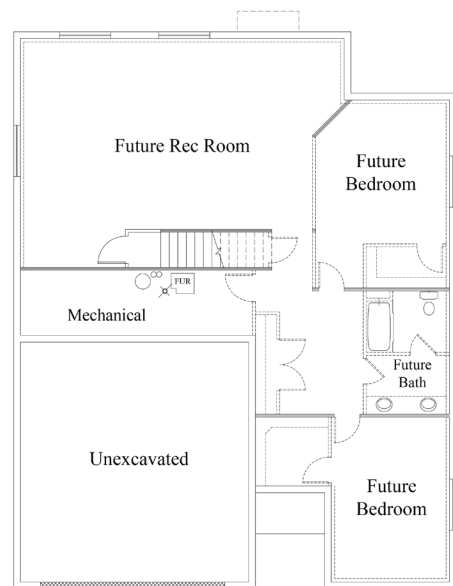 Future Rec Room
Future
Bedroom
FUR
Mechanical
Future
Bath
Unexcavated
Future
Bedroom